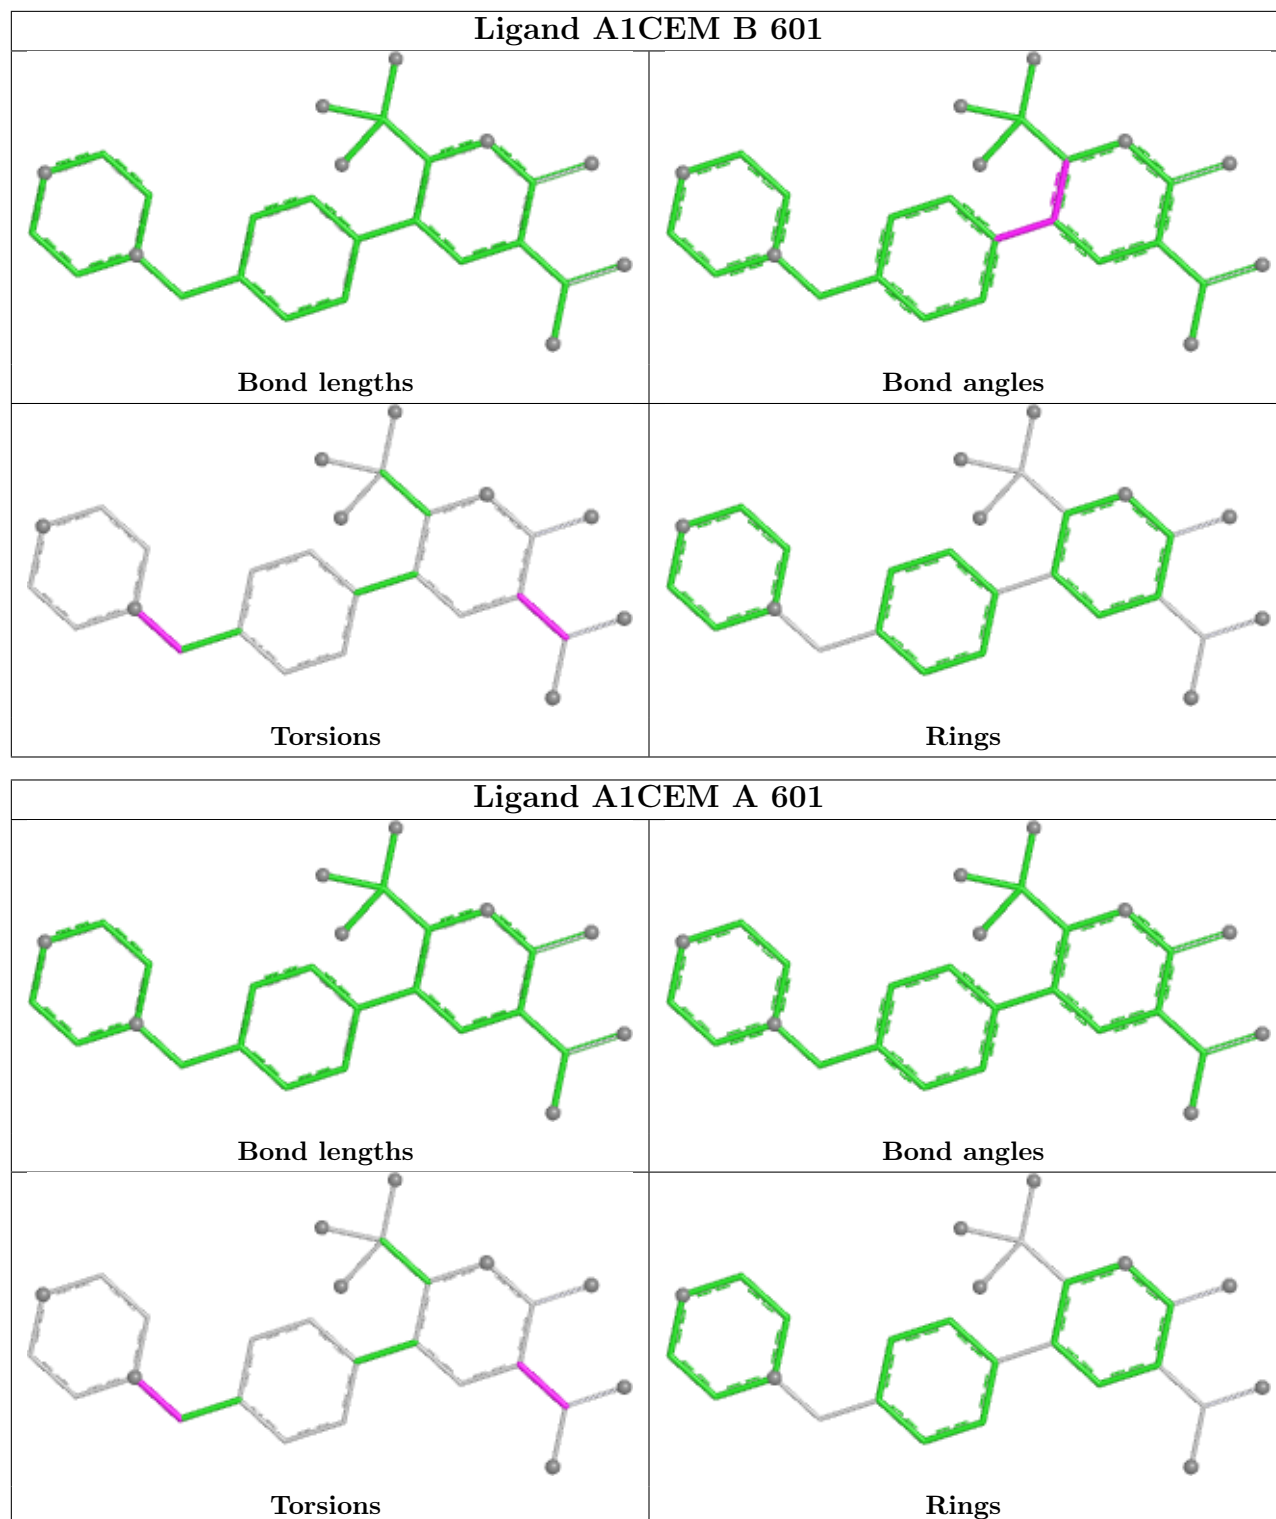 Ligand A1CEM B 601
Bond lengths
Bond angles
Torsions
Rings
Ligand A1CEM A 601
Bond lengths
Bond angles
Torsions
Rings